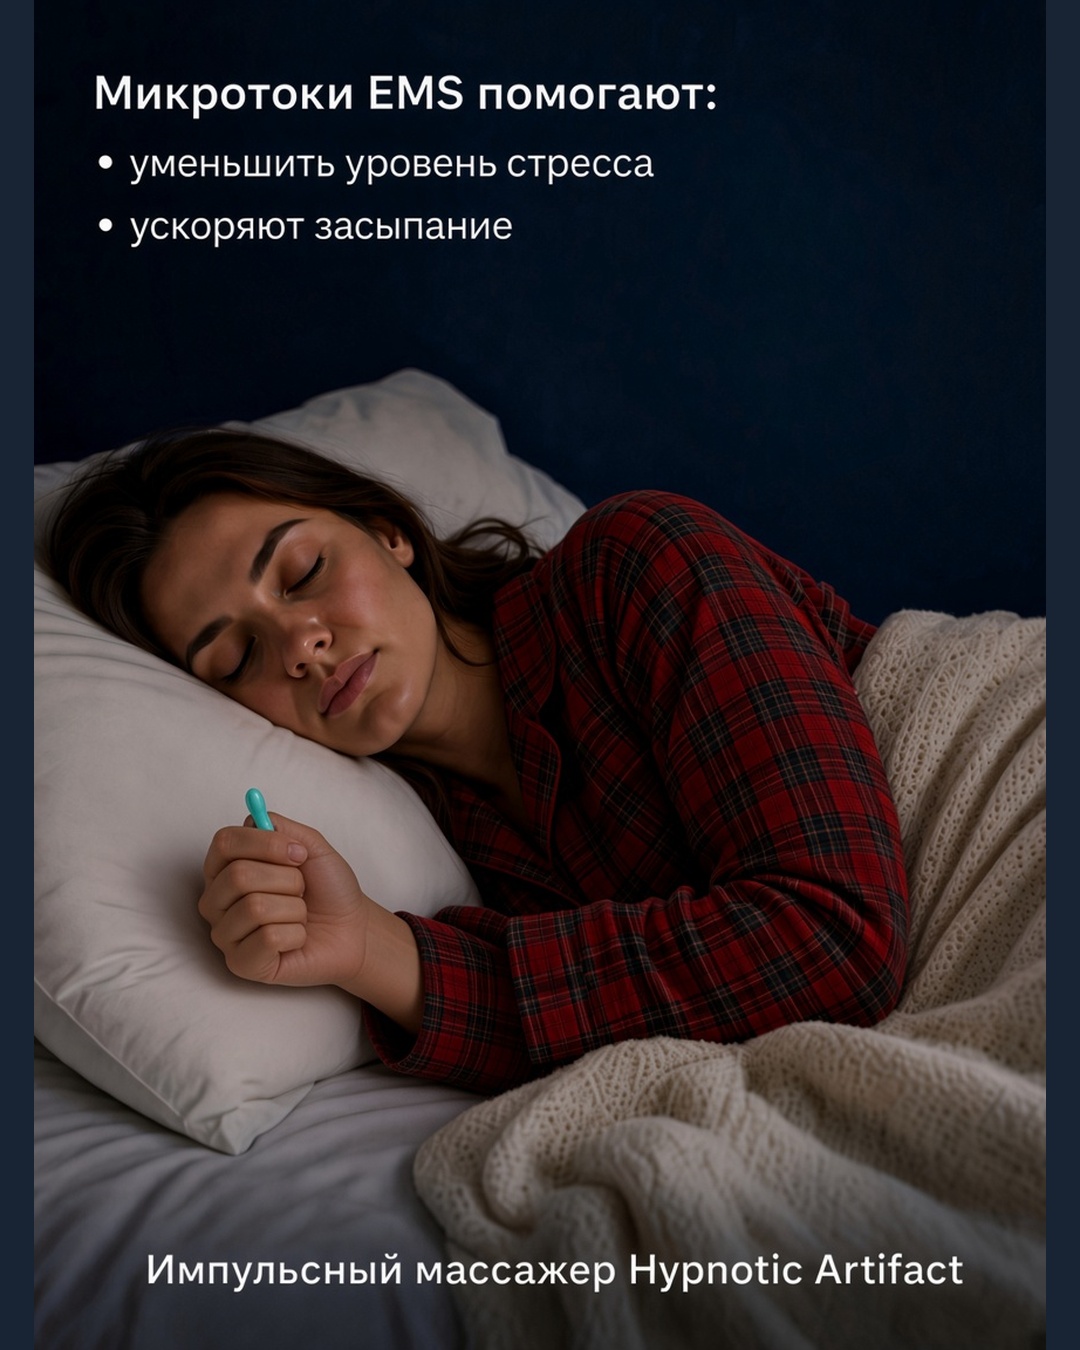 Микротоки EMS помогают:
• уменьшить уровень стресса
• ускоряют засыпание
Импульсный массажер Hypnotic Artifact